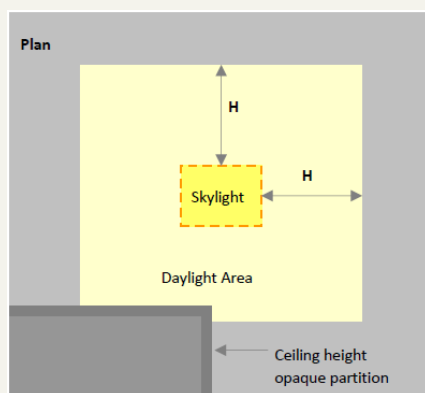 Plan
H
H
Skylight
Daylight Area
Ceiling height
opaque partition